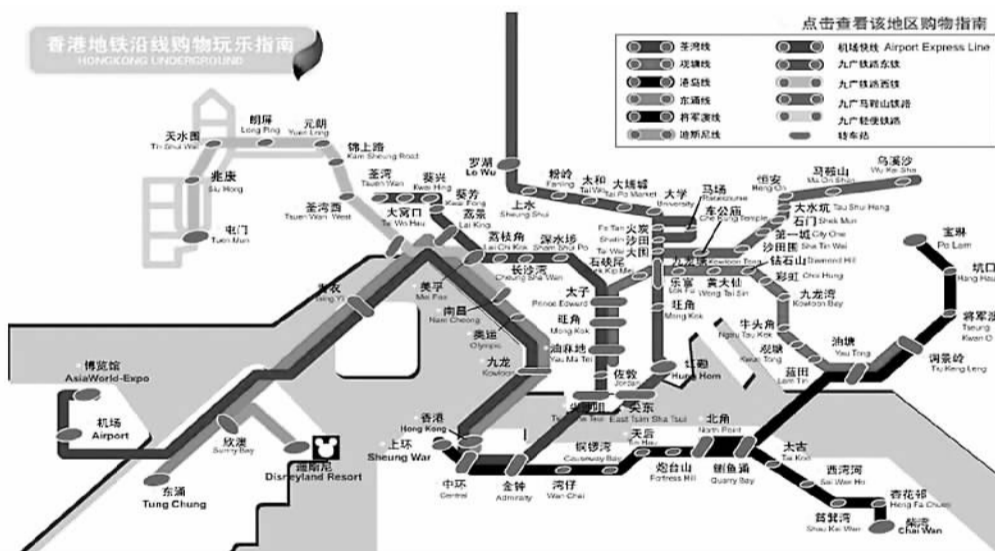 香港地铁沿线购物玩乐指南
HONGKONG UNDERGROUND
点击查看该地区购物指南
荃湾线
观塘线
港岛线
东涌线
将军澳线
迪斯尼线
机场快线 Airport Express Line
九广铁路东铁
九广铁路西铁
九广马鞍山铁路
九广轻便铁路
转车站
天水围
Tin Shui Wai
朗屏
Long Ping
元朗
Yuen Long
锦上路
Kam Sheung Road
兆康
Siu Hong
屯门
Tuen Mun
荃湾西
Tsuen Wan West
荃湾
Tsuen Wan
大窝口
Tai Wo Hau
葵兴
Kwai Hing
葵芳
Kwai Fong
荔景
Lai King
罗湖
Lo Wu
上水
Sheung Shui
粉岭
Fanling
太和
Tai Wo
大埔墟
Tai Po Market
大学
University
马场
Racecourse
火炭
Fo Tan
沙田
Shatin
大围
Tai Wai
车公庙
Che Kung Temple
沙田围
Sha Tin Wei
第一城
City One
石门
Shek Mun
大水坑
Tau Shui Hang
恒安
Heng On
马鞍山
Ma On Shan
乌溪沙
Wu Kai Sha
荔枝角
Lai Chi Kok
深水埗
Sham Shui Po
长沙湾
Cheung Sha Wan
石硖尾
Kowloon Tong
乐富
黄大仙
Wong Tai Sin
钻石山
Diamond Hill
彩虹
Choi Hung
九龙湾
Kowloon Bay
牛头角
Ngau Tau Kok
观塘
Kwun Tong
蓝田
Lam Tin
油塘
Yau Tong
宝琳
Po Lam
坑口
Hang Hau
将军澳
Tseung
Kwan O
调景岭
Tiu Keng Leng
Tsing Yi
美孚
Mei Foo
南昌
Nam Cheong
奥运
Olympic
九龙
Kowloon
太子
Prince Edward
旺角
Mong Kok
油麻地
Yau Ma Tei
佐敦
Jordan
旺角
Mong Kok
红磡
Hung Hom
尖东
East Tsim Sha Tsui
博览馆
AsiaWorld-Expo
机场
Airport
东涌
Tung Chung
欣澳
Sunny Bay
迪斯尼
Disneyland Resort
香港
Hong Kong
上环
Sheung War
中环
Central
金钟
Admiralty
湾仔
Wan Chai
铜锣湾
Causeway Bay
天后
Tin Hau
炮台山
Fortress Hill
北角
North Point
鲗鱼涌
Quarry Bay
太古
Tai Koo
西湾河
Sai Wan Ho
筲箕湾
Shau Kei Wan
杏花邨
Heng Fa Chuen
柴湾
Chai Wan